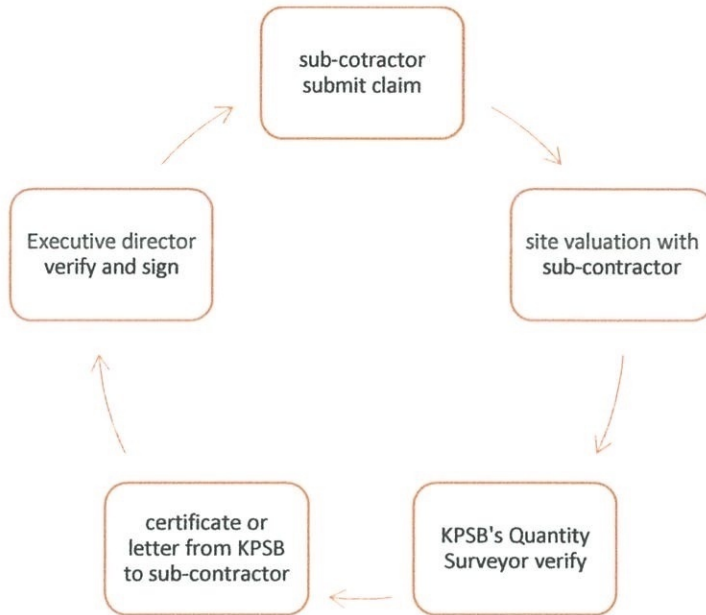 sub-cotractor
submit claim
site valuation with
sub-contractor
KPSB's Quantity
Surveyor verify
certificate or
letter from KPSB
to sub-contractor
Executive director
verify and sign